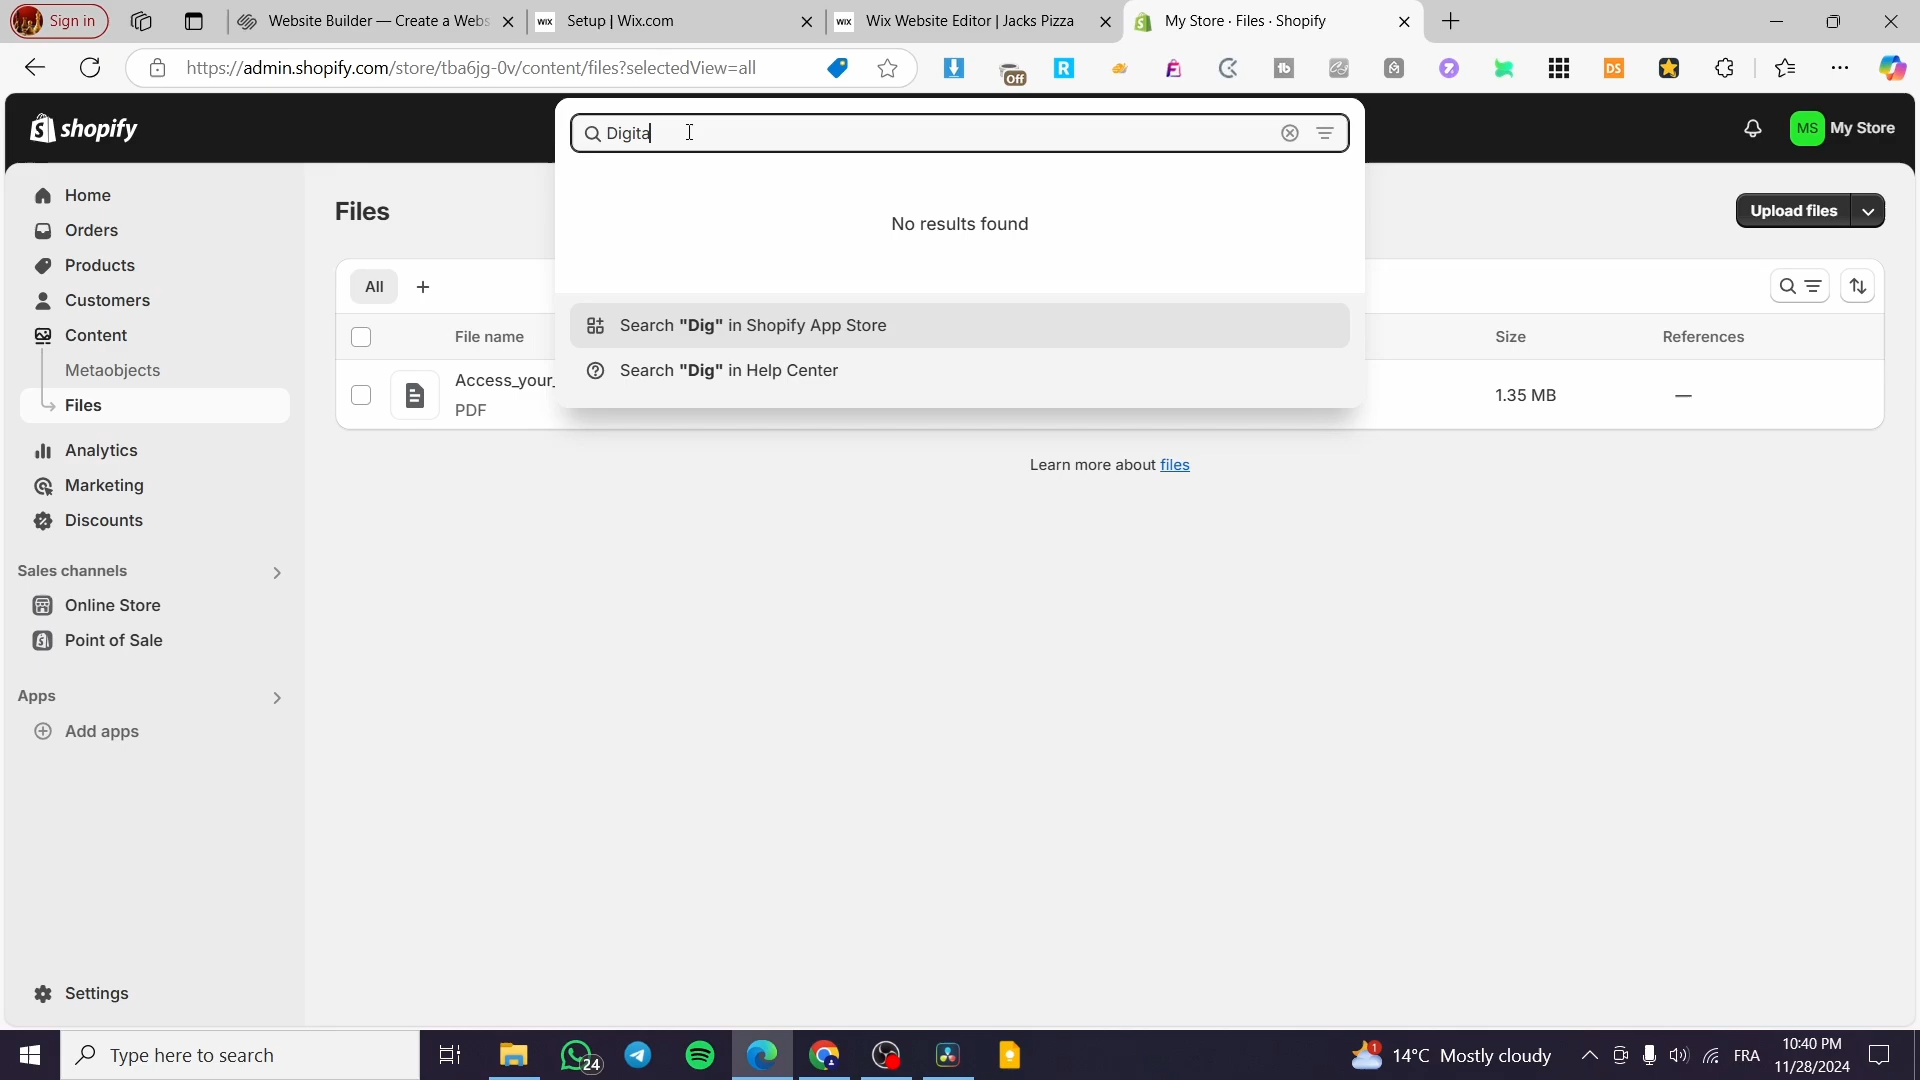 Sign in
Website Builder — Create a Webs
Setup | Wix.com
Wix Website Editor | Jacks Pizza
My Store · Files · Shopify
https://admin.shopify.com/store/tba6jg-0v/content/files?selectedView=all
Off
shopify
Digita
MS My Store
Home
Orders
Products
Customers
Content
Metaobjects
Files
Analytics
Marketing
Discounts
Sales channels
Online Store
Point of Sale
Apps
Add apps
Settings
Files
Upload files
No results found
All
Search "Dig" in Shopify App Store
Search "Dig" in Help Center
File name
Size
References
Access_your_
PDF
1.35 MB
—
Learn more about files
Type here to search
24
14°C Mostly cloudy
FRA
10:40 PM
11/28/2024